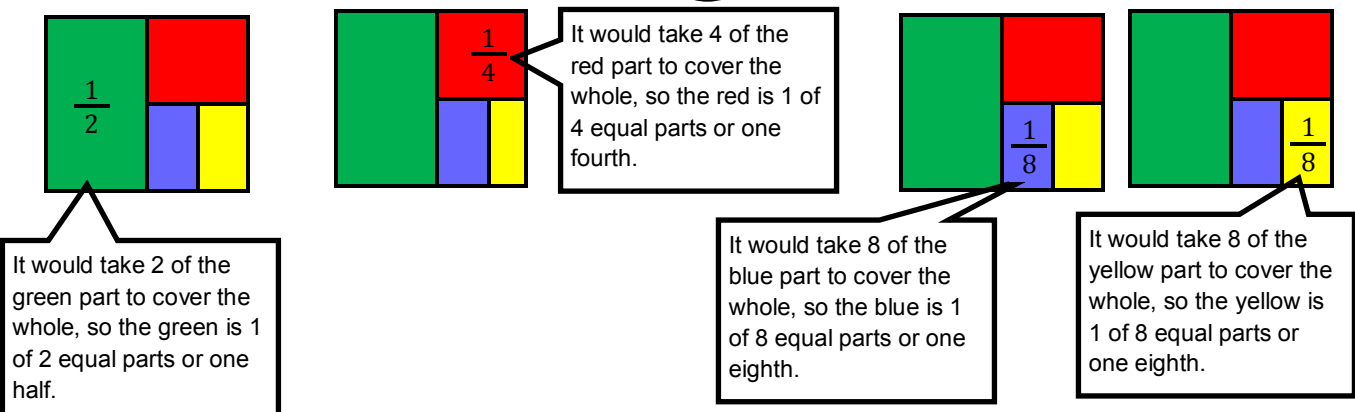 1
2
It would take 2 of the
green part to cover the
whole, so the green is 1
of 2 equal parts or one
half.
1
4
It would take 4 of the
red part to cover the
whole, so the red is 1 of
4 equal parts or one
fourth.
1
8
It would take 8 of the
blue part to cover the
whole, so the blue is 1
of 8 equal parts or one
eighth.
1
8
It would take 8 of the
yellow part to cover the
whole, so the yellow is
1 of 8 equal parts or
one eighth.